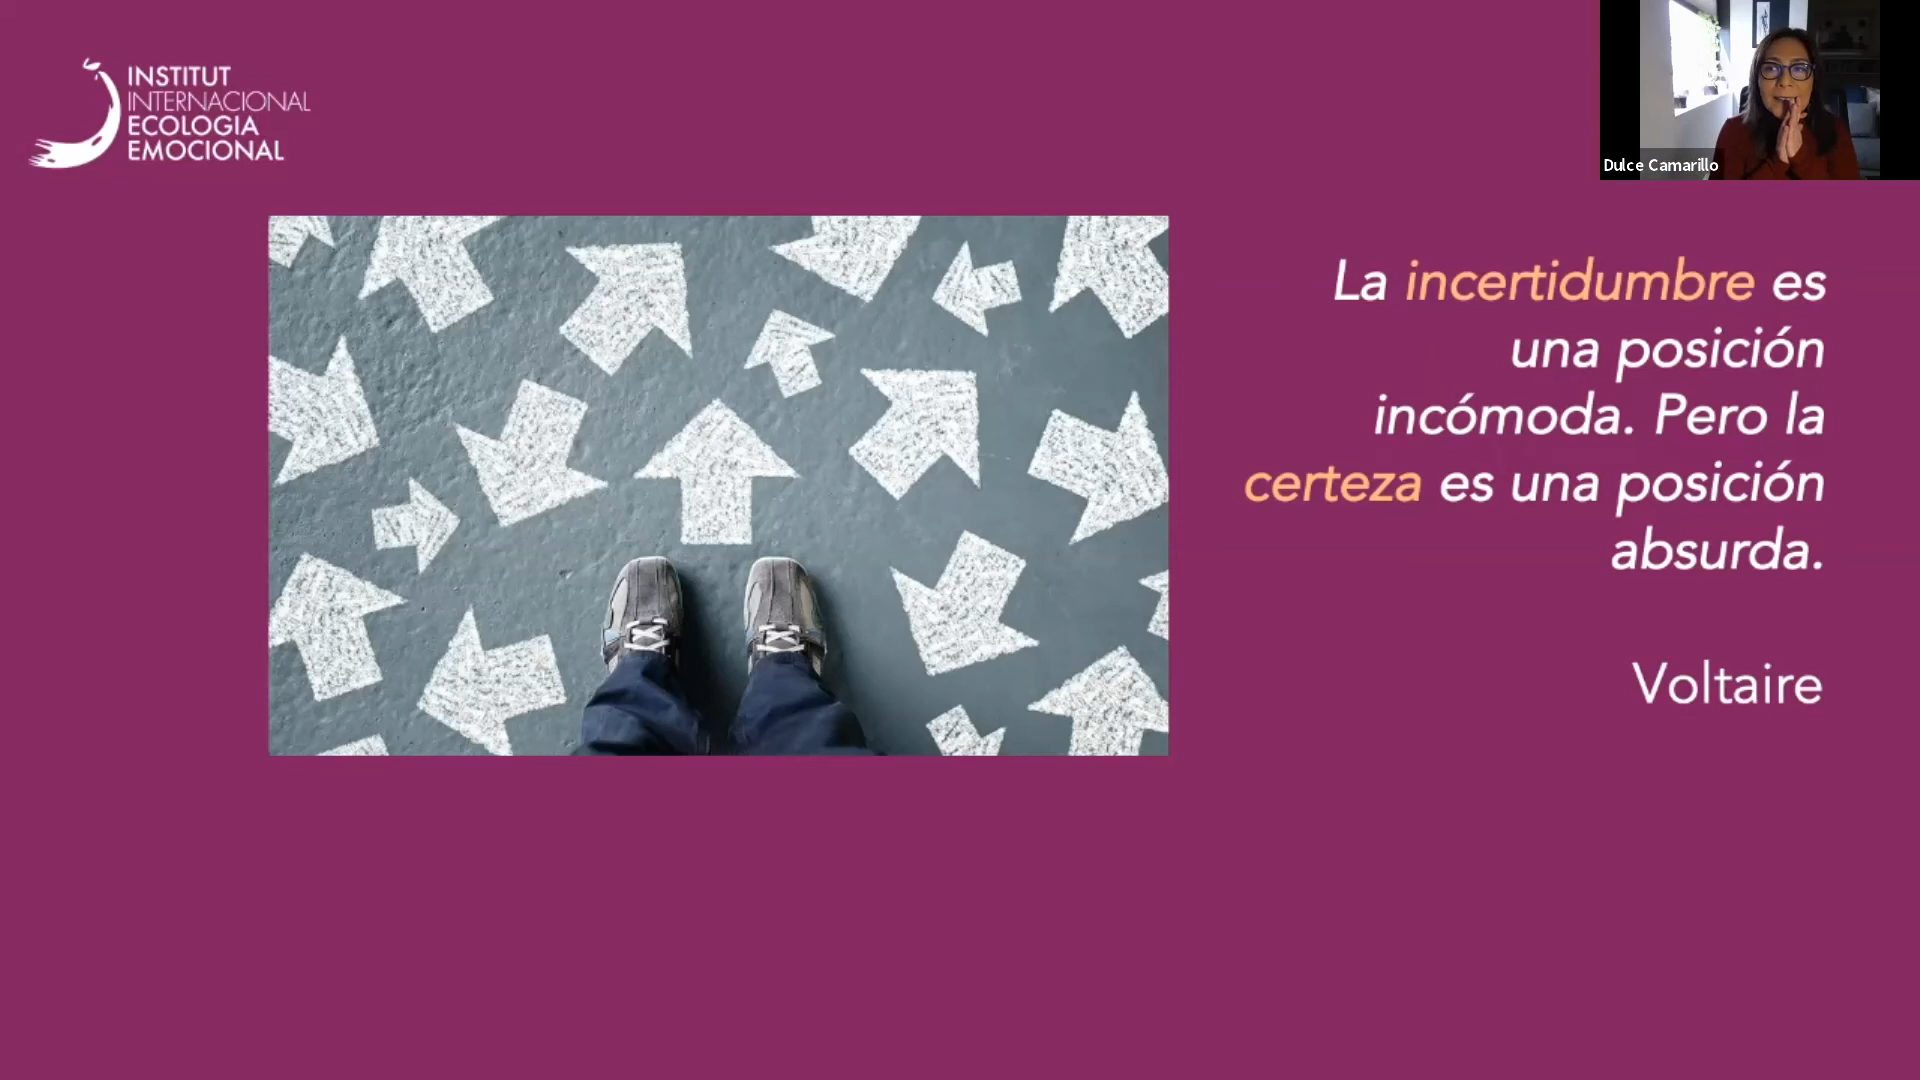 INSTITUT
INTERNACIONAL
ECOLOGIA
EMOCIONAL
Dulce Camarillo
La incertidumbre es
una posición
incómoda. Pero la
certeza es una posición
absurda.
Voltaire